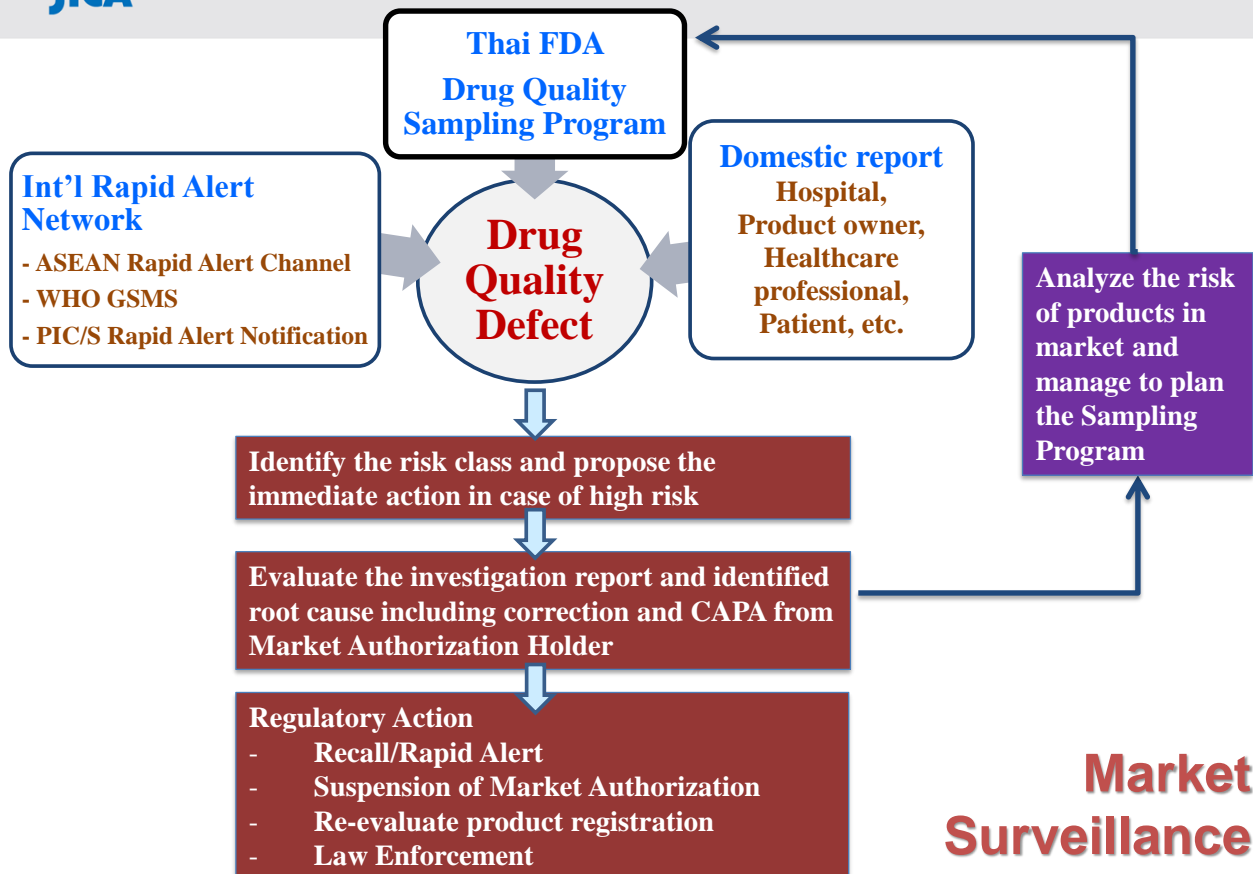 JICA
Thai FDA
Drug Quality
Sampling Program
Int'l Rapid Alert
Network
- ASEAN Rapid Alert Channel
- WHO GSMS
- PIC/S Rapid Alert Notification
Drug
Quality
Defect
Domestic report
Hospital,
Product owner,
Healthcare
professional,
Patient, etc.
Analyze the risk
of products in
market and
manage to plan
the Sampling
Program
Identify the risk class and propose the
immediate action in case of high risk
Evaluate the investigation report and identified
root cause including correction and CAPA from
Market Authorization Holder
Regulatory Action
- Recall/Rapid Alert
- Suspension of Market Authorization
- Re-evaluate product registration
- Law Enforcement
Market
Surveillance